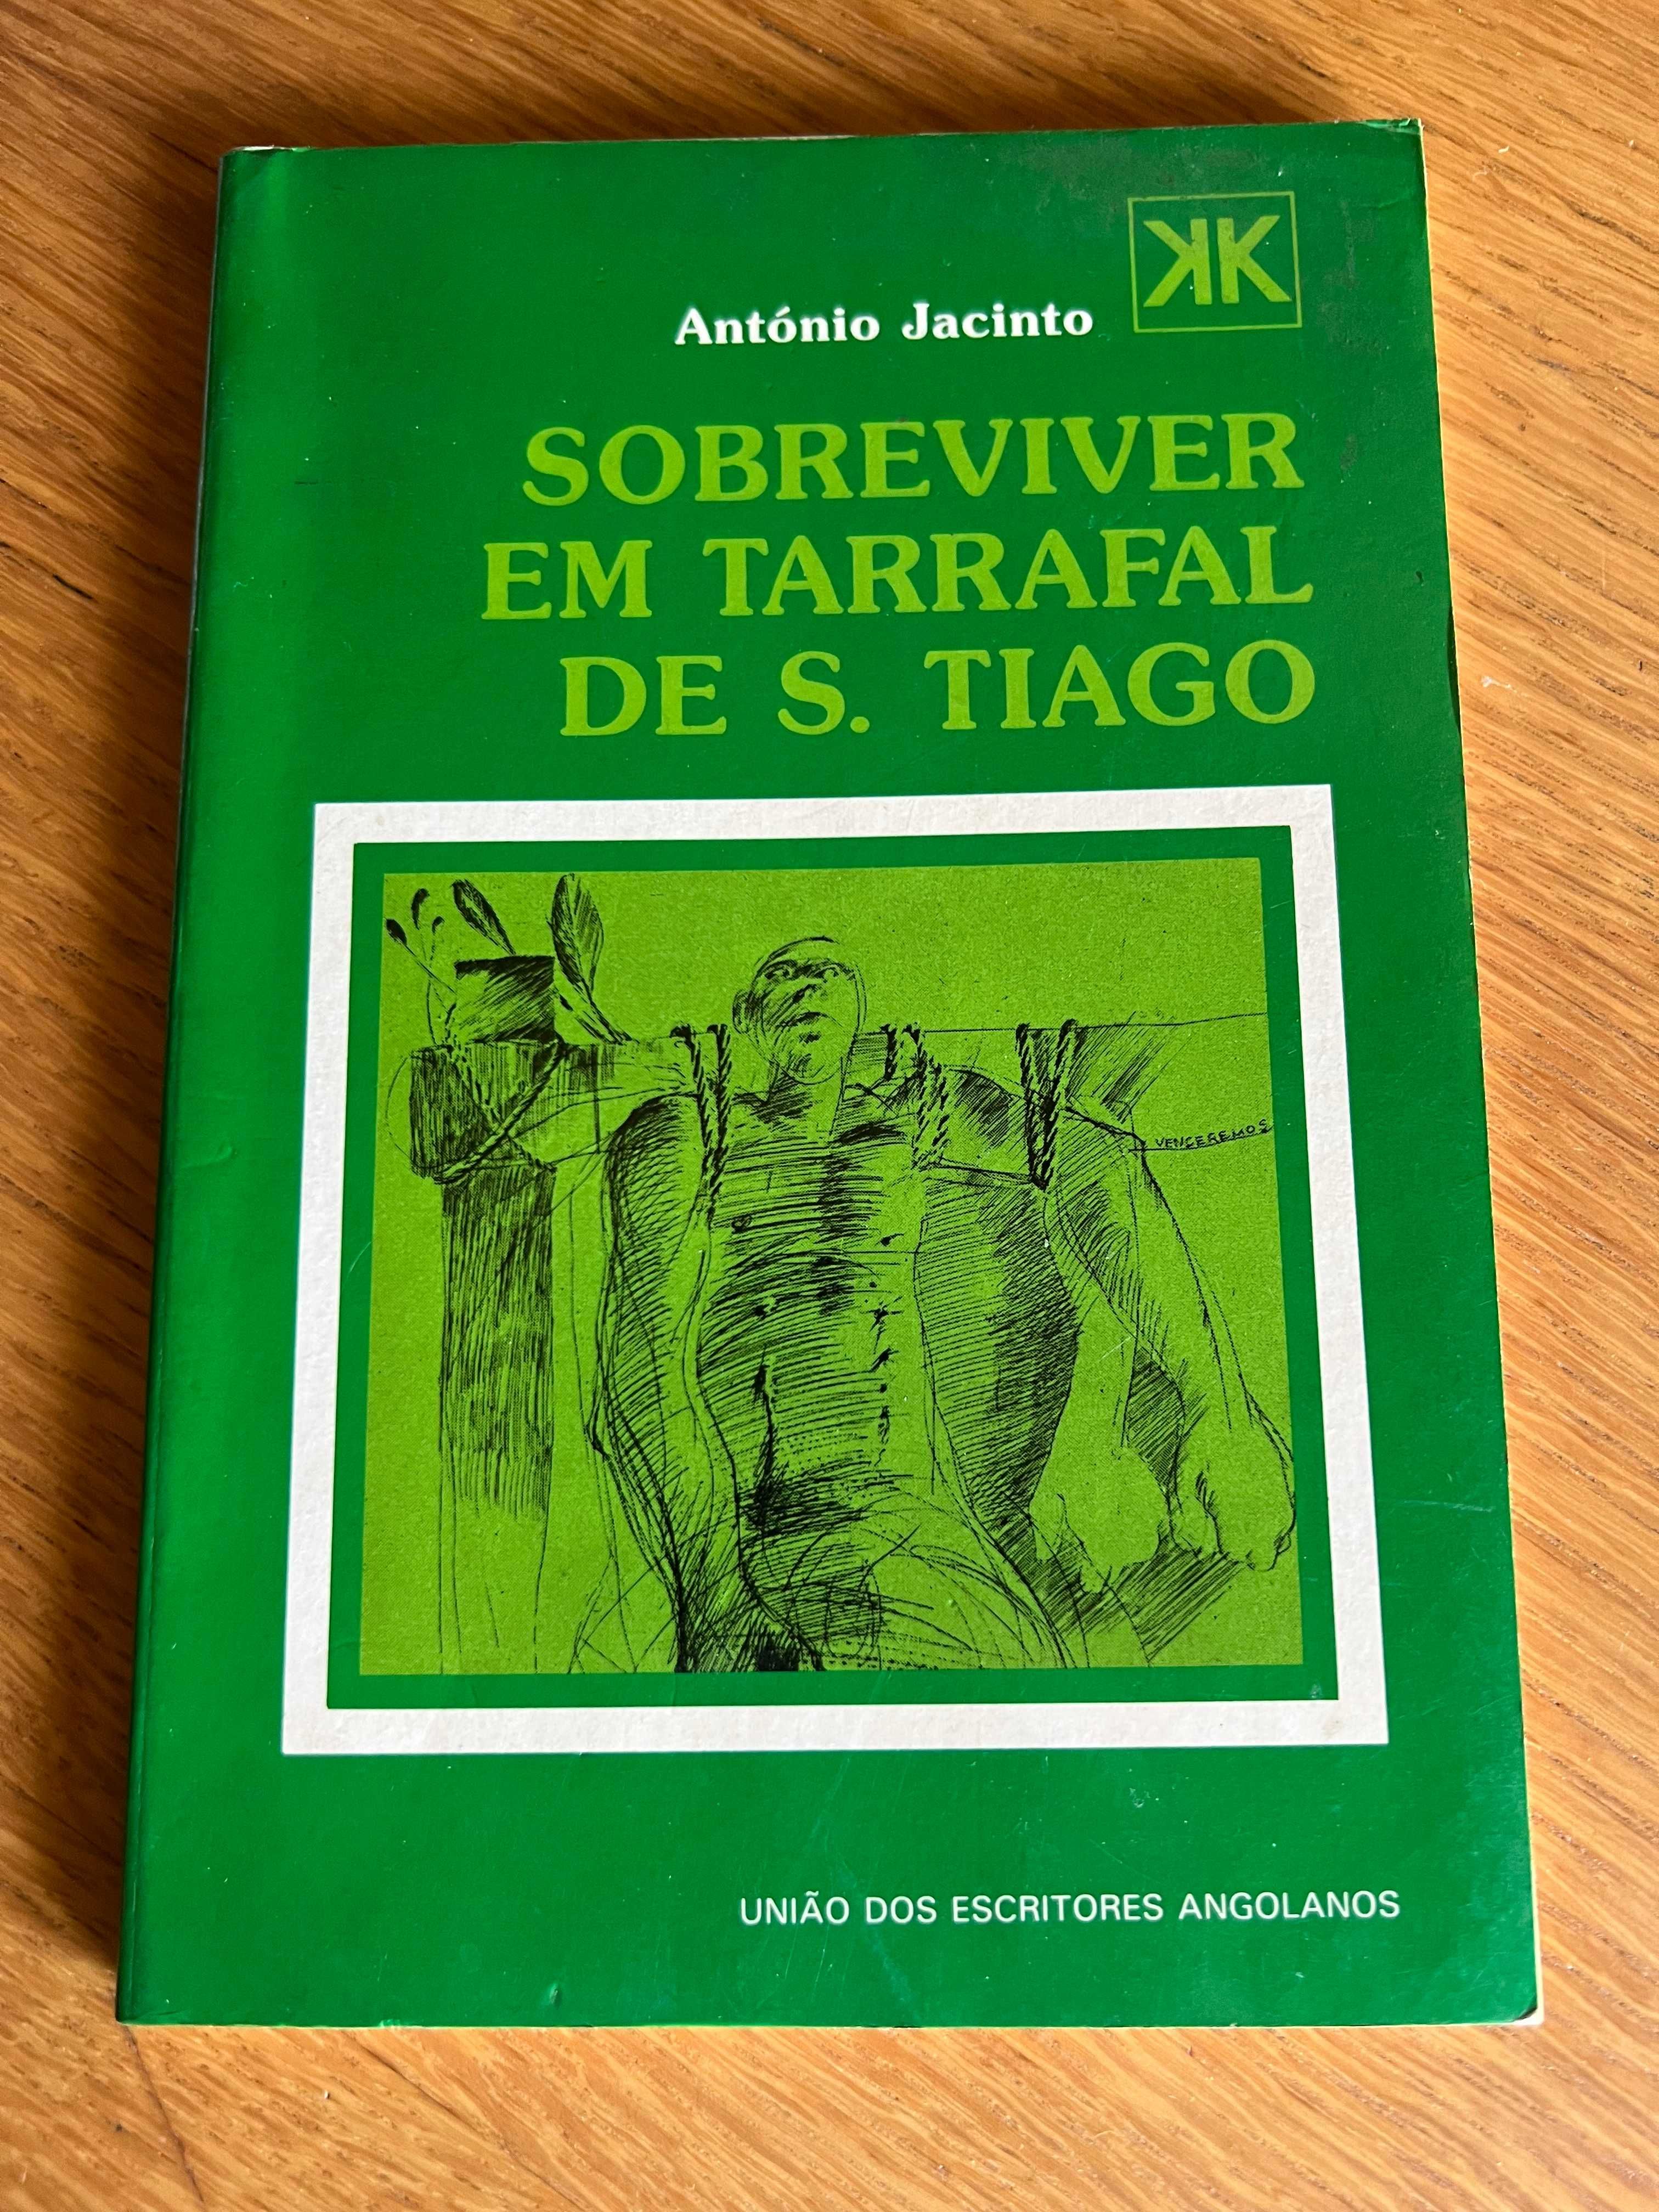 KK
António Jacinto
SOBREVIVER
EM TARRAFAL
DE S. TIAGO
VENCEREMOS
UNIÃO DOS ESCRITORES ANGOLANOS